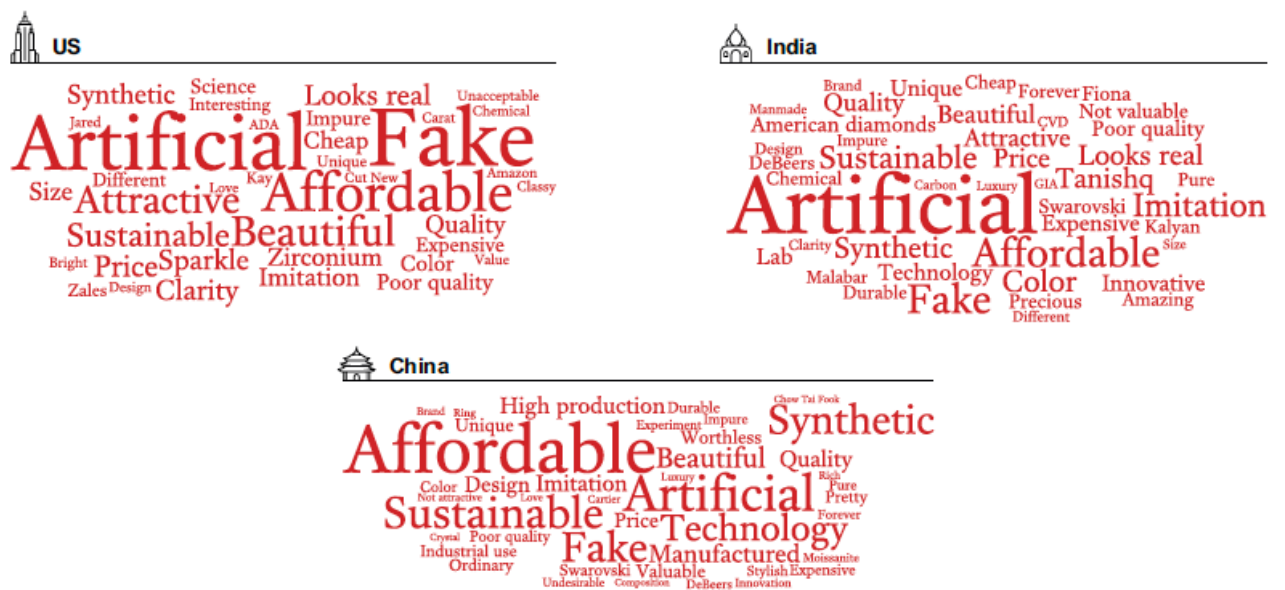 US
Synthetic Science Looks real Unacceptable
Interesting Chemical
Jared ADA Impure Carat
Artificial Cheap Fake
Unique
Different Kay Cut New Amazon
Size Attractive Love Affordable Classy
Sustainable Beautiful Quality
Expensive
Bright Price Sparkle Zirconium Color Value
Zales Design Clarity Imitation Poor quality
India
Brand Unique Cheap Forever Fiona
Manmade Quality Beautiful CVD Not valuable
American diamonds Attractive Poor quality
Design Impure
DeBeers Sustainable Price Looks real
Chemical Carbon Luxury GIA Tanishq Pure
Artificial Swarovski Imitation
Expensive Kalyan
Lab Clarity Synthetic Affordable Size
Malabar Technology Color Innovative
Durable Fake Precious Amazing
Different
China
Brand Ring High production Durable Chow Tai Fook
Unique Experiment Impure Synthetic
Affordable Worthless
Beautiful Quality
Color Design Imitation Luxury Rich
Not attractive Love Cartier Artificial Pure
Pretty
Sustainable Price Technology Forever
Crystal Poor quality Fake Manufactured Moissanite
Industrial use
Ordinary Swarovski Valuable Stylish Expensive
Undesirable Composition DeBeers Innovation